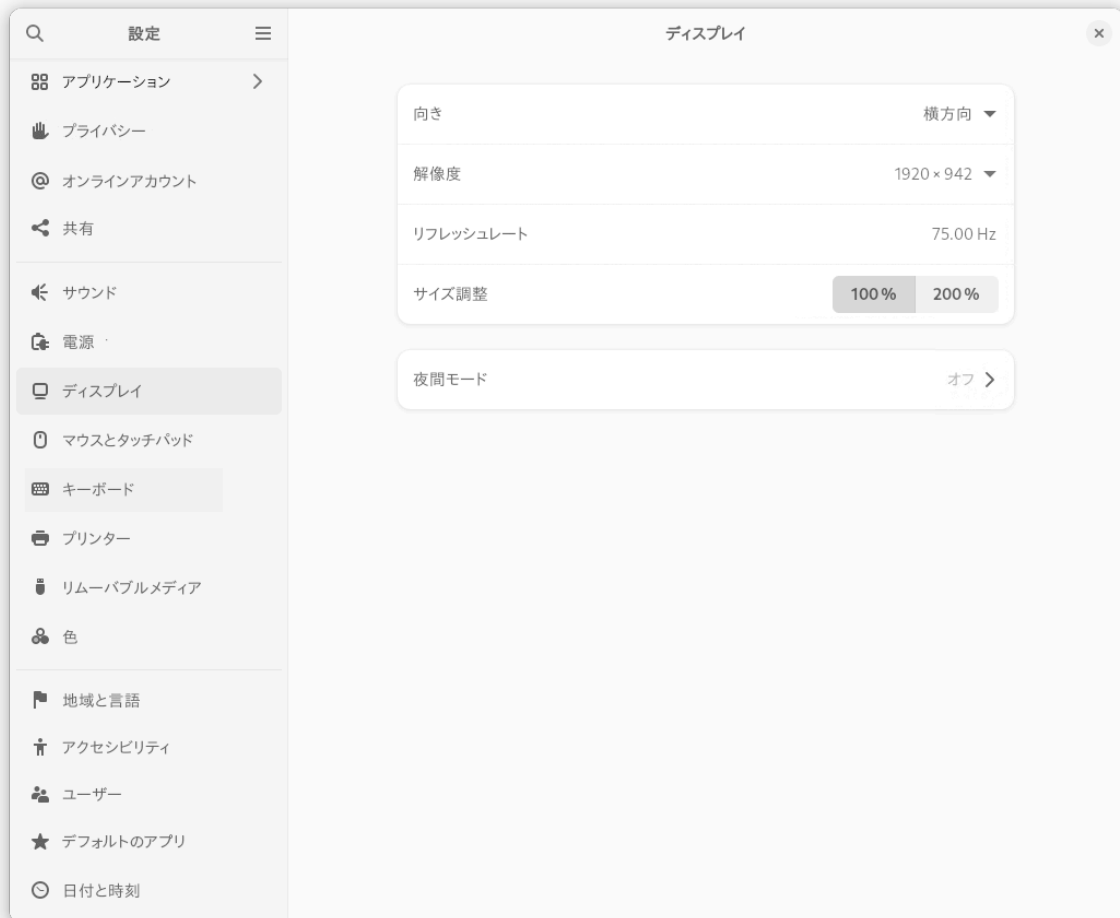 設定
ディスプレイ
アプリケーション
プライバシー
オンラインアカウント
共有
サウンド
電源
ディスプレイ
マウスとタッチパッド
キーボード
プリンター
リムーバブルメディア
色
地域と言語
アクセシビリティ
ユーザー
デフォルトのアプリ
日付と時刻
向き 横方向
解像度 1920 × 942
リフレッシュレート 75.00 Hz
サイズ調整 100 % 200 %
夜間モード オフ